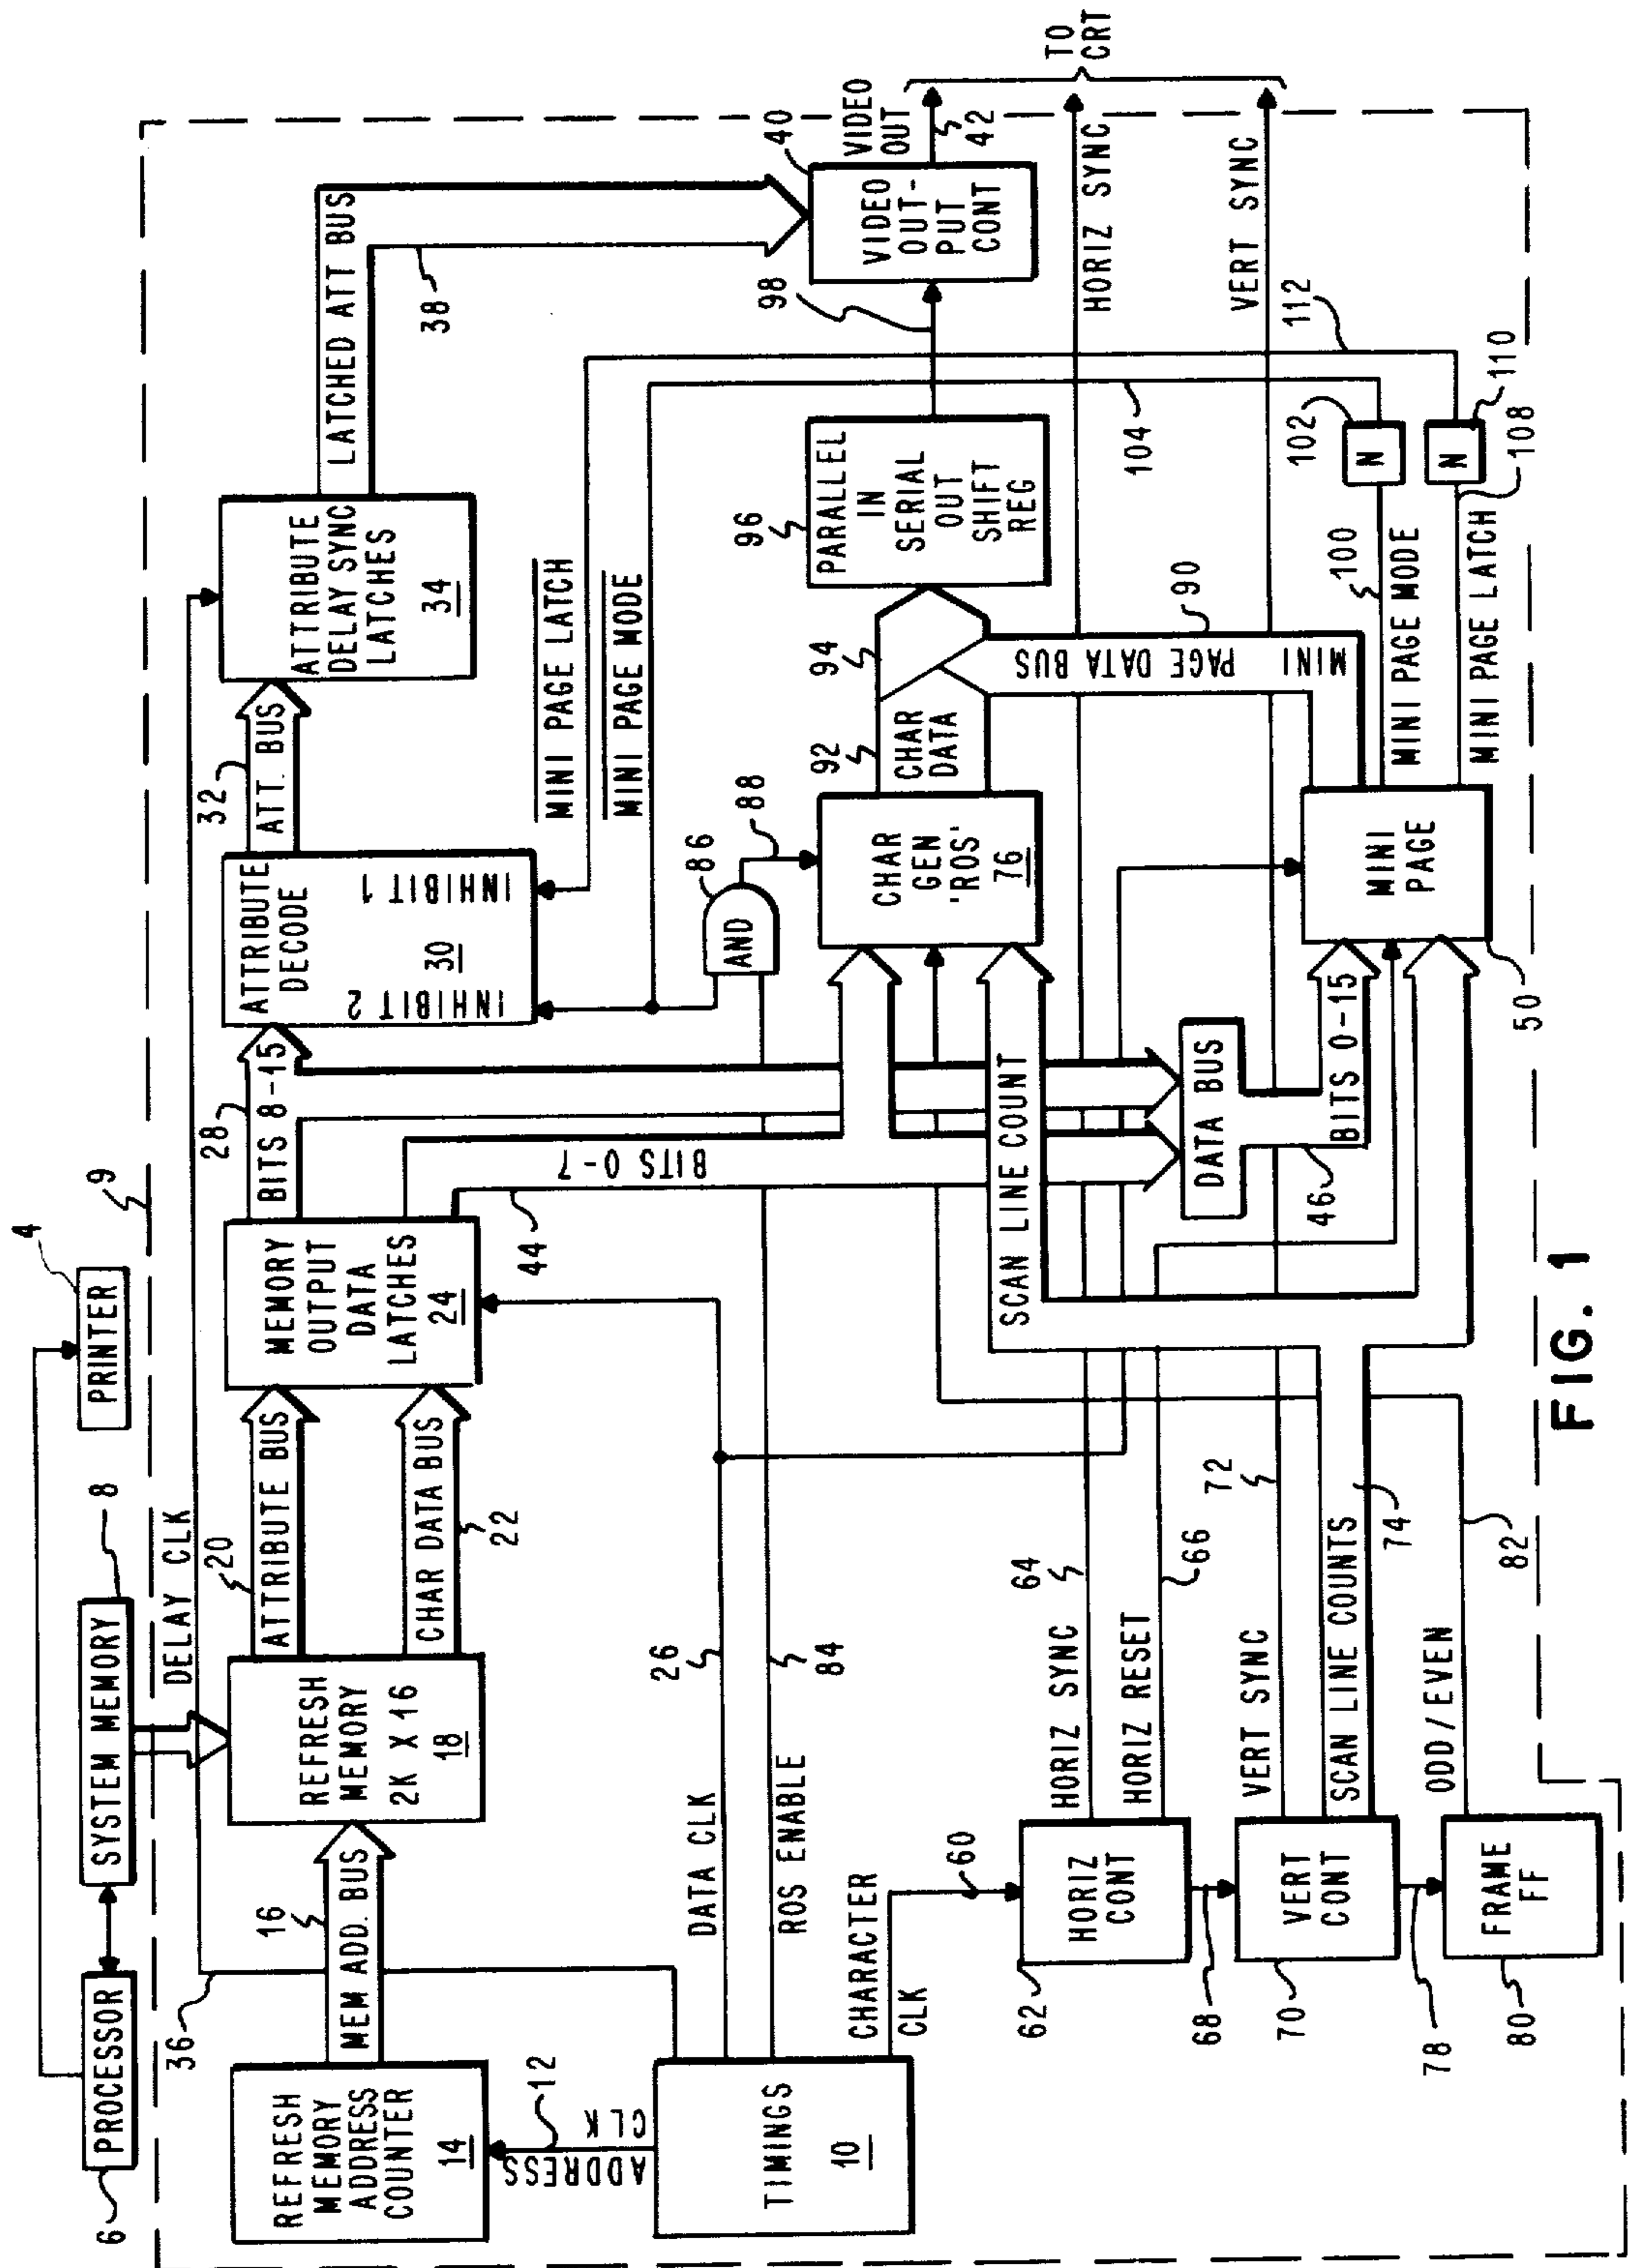 4
PRINTER
8
SYSTEM MEMORY
PROCESSOR
6
9
DELAY CLK
36
REFRESH
MEMORY
ADDRESS
COUNTER
14
16
MEM ADD. BUS
REFRESH
MEMORY
2K X 16
18
20
ATTRIBUTE BUS
CHAR DATA BUS
22
MEMORY
OUTPUT
DATA
LATCHES
24
28
BITS 8-15
ATTRIBUTE
DECODE
30
INHIBIT 2
INHIBIT 1
32
ATT. BUS
ATTRIBUTE
DELAY SYNC
LATCHES
34
LATCHED ATT BUS
38
ADDRESS
CLK
12
TIMINGS
10
DATA CLK
26
ROS ENABLE
84
44
BITS 0-7
MINI PAGE LATCH
MINI PAGE MODE
AND
86
88
CHARACTER
CLK
60
HORIZ
CONT
62
HORIZ SYNC
64
HORIZ RESET
66
68
VERT
CONT
70
VERT SYNC
72
SCAN LINE COUNTS
74
78
FRAME
FF
80
ODD/EVEN
82
SCAN LINE COUNT
CHAR
GEN
'ROS'
76
92
CHAR
DATA
94
96
PARALLEL
IN
SERIAL
OUT
SHIFT
REG
98
VIDEO
OUT-
PUT
CONT
40
VIDEO
OUT
42
TO
CRT
HORIZ SYNC
VERT SYNC
DATA BUS
46
BITS 0-15
MINI
PAGE
50
MINI PAGE DATA BUS
90
MINI PAGE MODE
100
N
102
104
MINI PAGE LATCH
108
N
110
112
FIG. 1